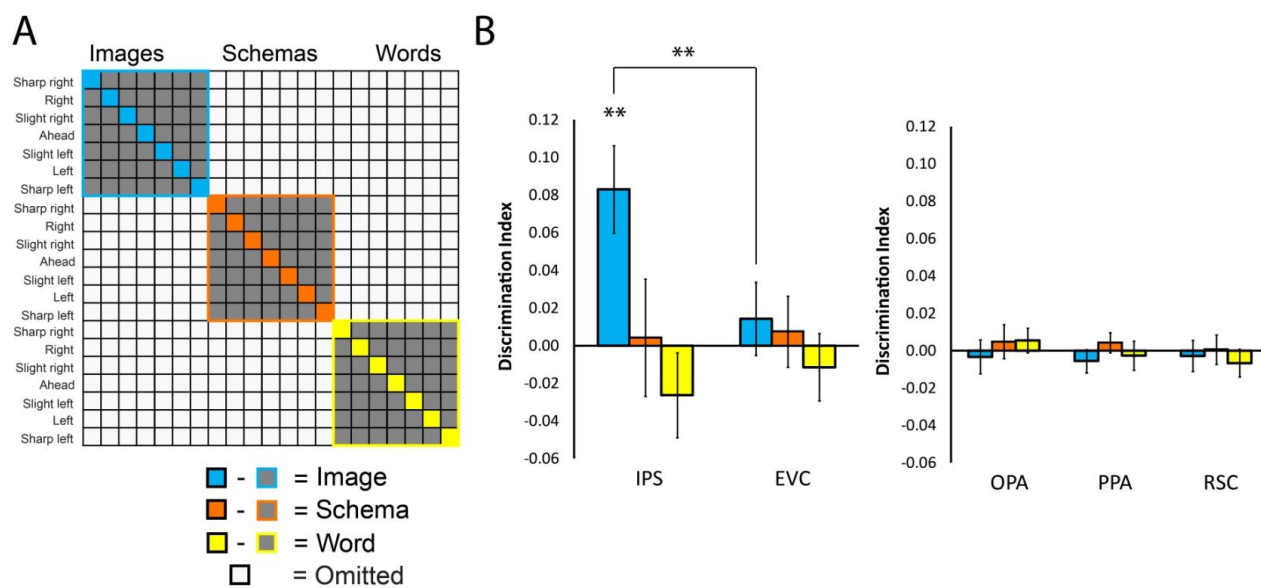 A
Images Schemas Words
Sharp right
Right
Slight right
Ahead
Slight left
Left
Sharp left
Sharp right
Right
Slight right
Ahead
Slight left
Left
Sharp left
Sharp right
Right
Slight right
Ahead
Slight left
Left
Sharp left
- = Image
- = Schema
- = Word
= Omitted
B
**
**
Discrimination Index
0.12
0.10
0.08
0.06
0.04
0.02
0.00
-0.02
-0.04
-0.06
IPS EVC
Discrimination Index
0.12
0.10
0.08
0.06
0.04
0.02
0.00
-0.02
-0.04
-0.06
OPA PPA RSC